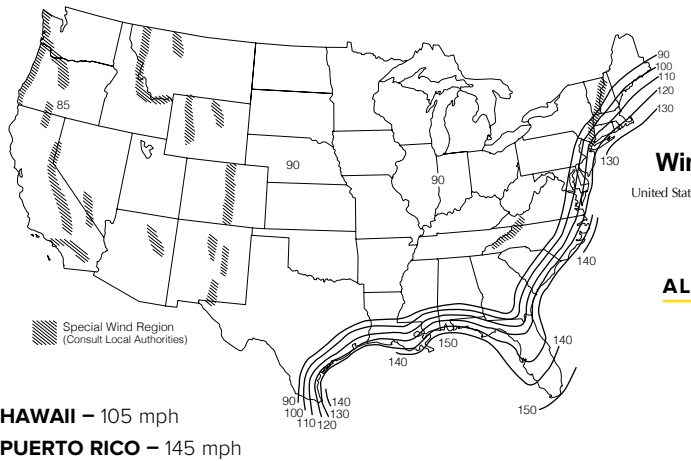 90
100
110
120
130
85
130
Win
90
90
United Stat
140
AL
Special Wind Region
(Consult Local Authorities)
150
140
140
90
100
110
120
130
140
150
HAWAII – 105 mph
PUERTO RICO – 145 mph